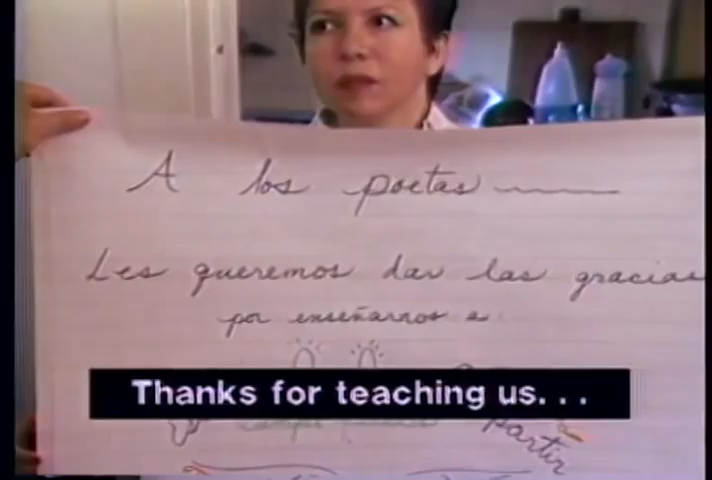 A los poetas
Les queremos dar las gracias
por enseñarnos a
Thanks for teaching us...
partir